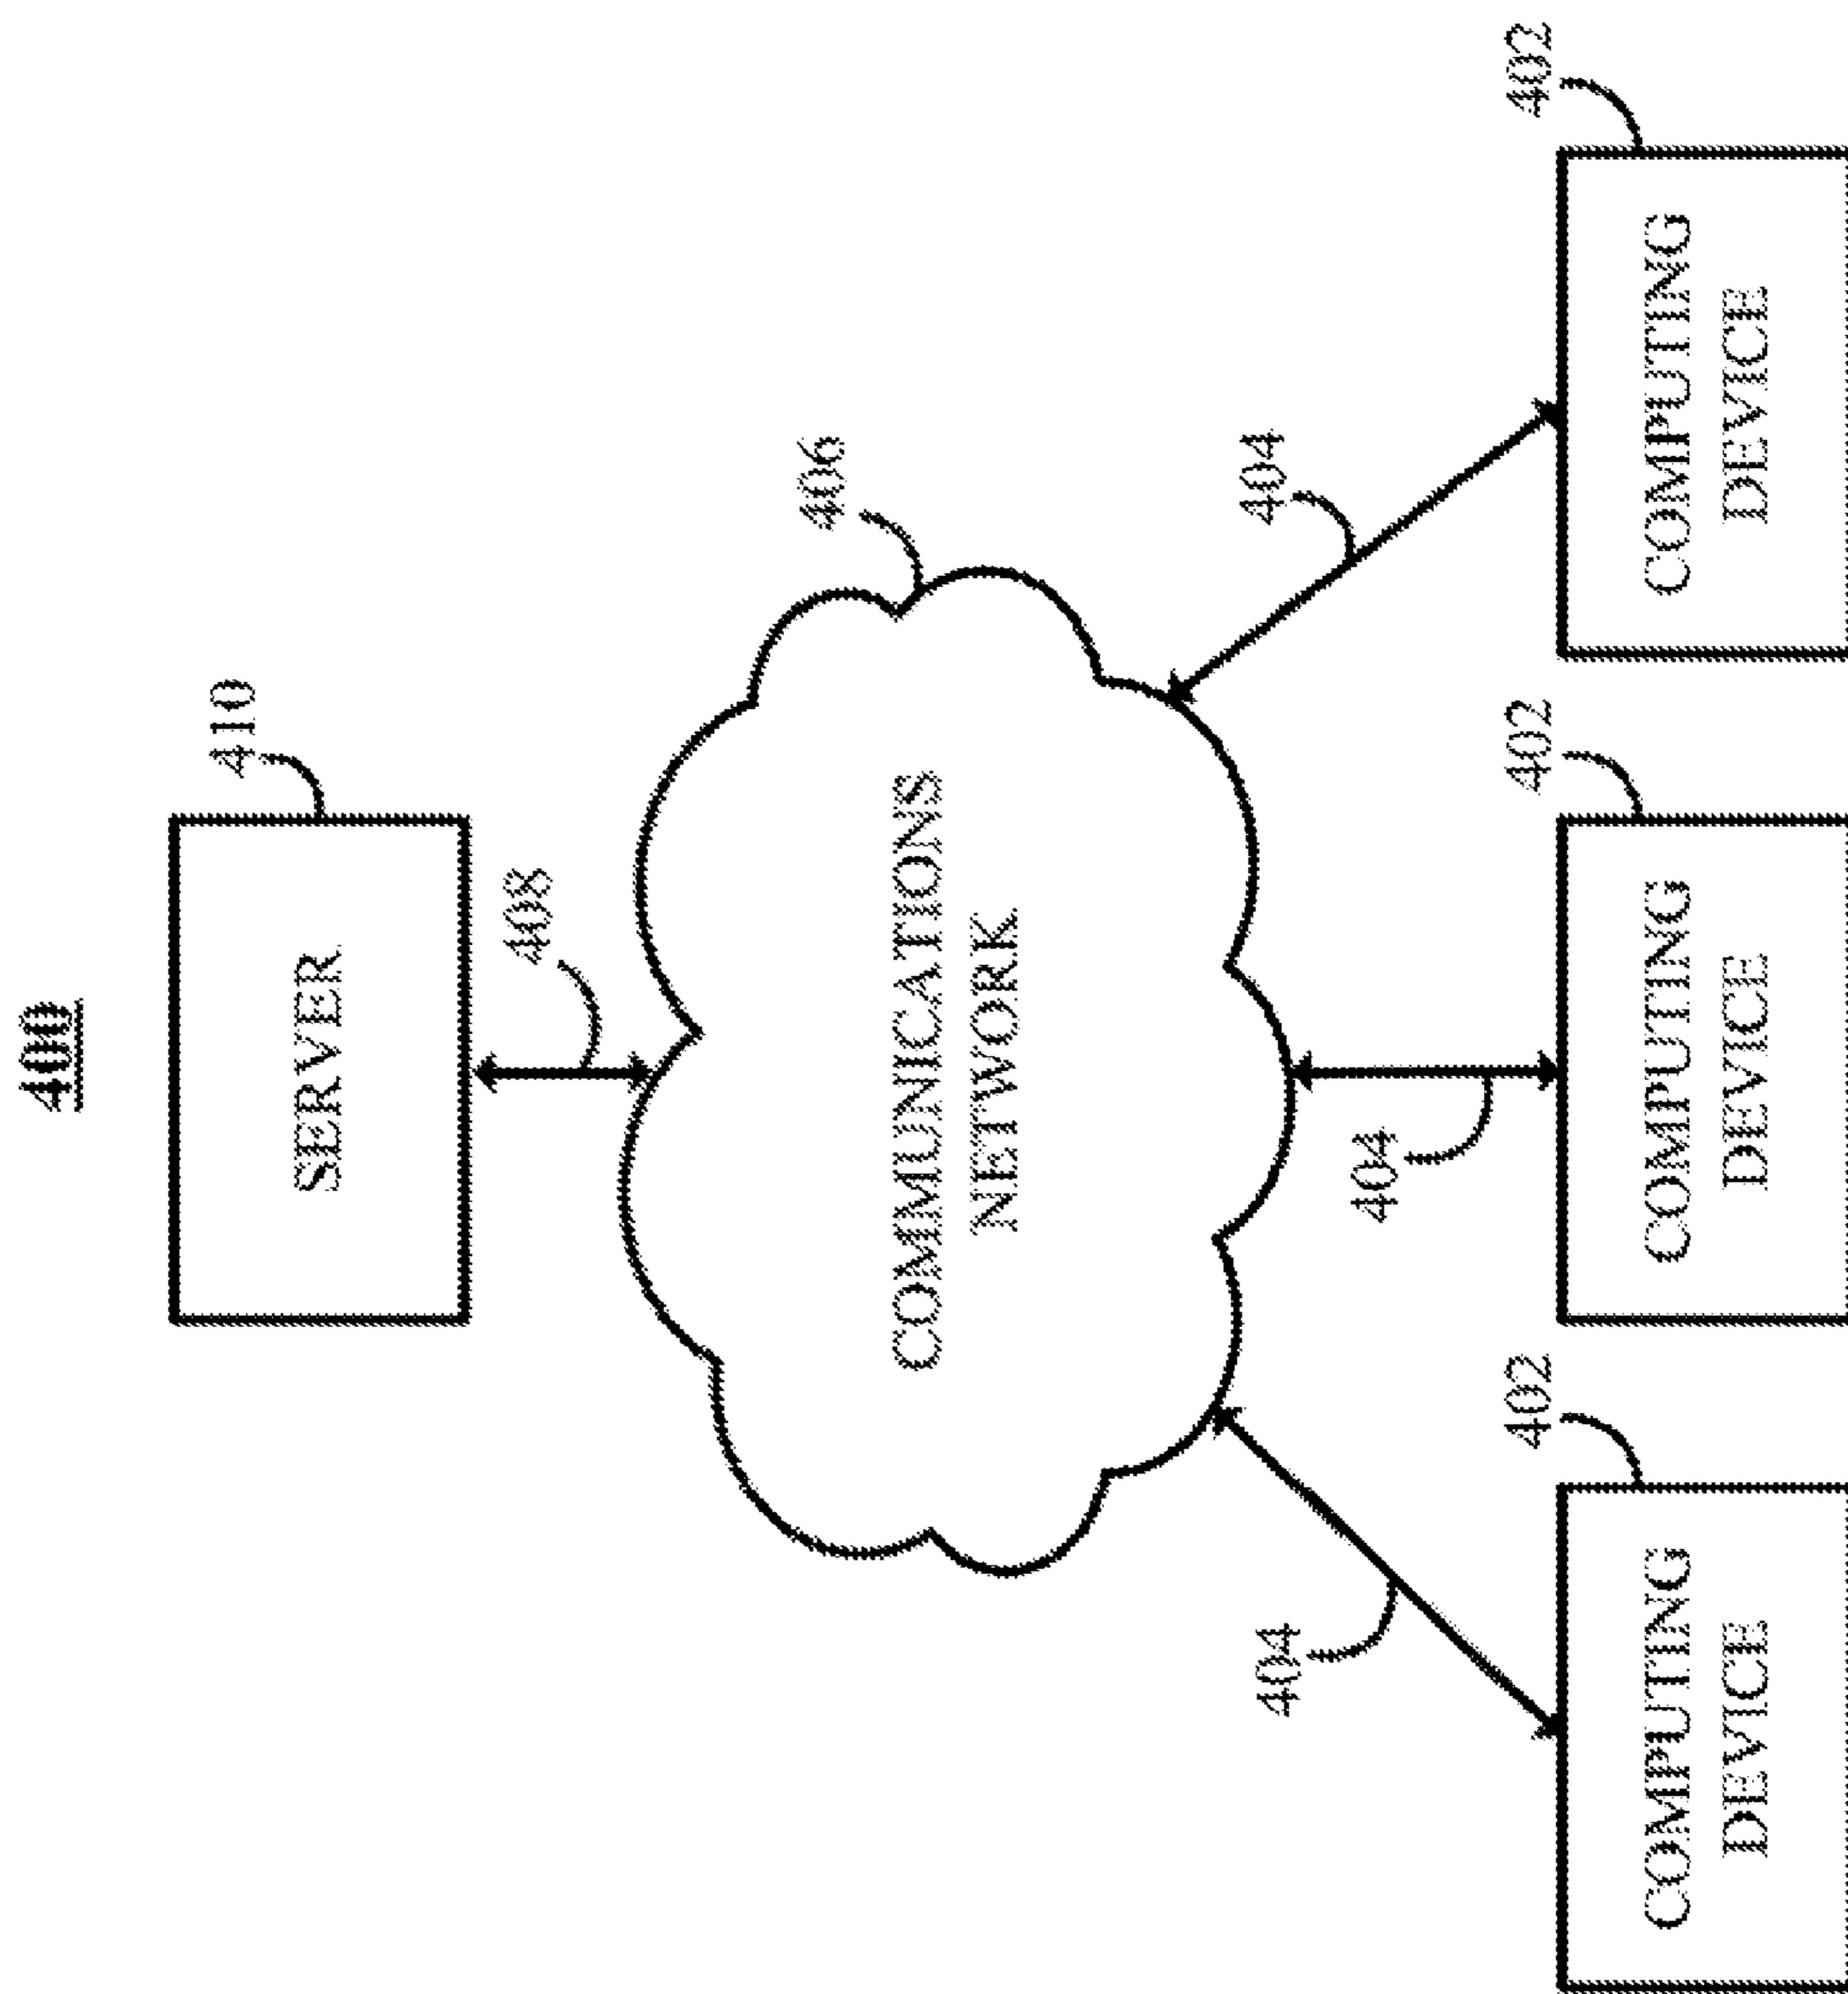 400
SERVER
410
408
COMMUNICATIONS
NETWORK
406
404
404
404
402
COMPUTING
DEVICE
402
COMPUTING
DEVICE
402
COMPUTING
DEVICE